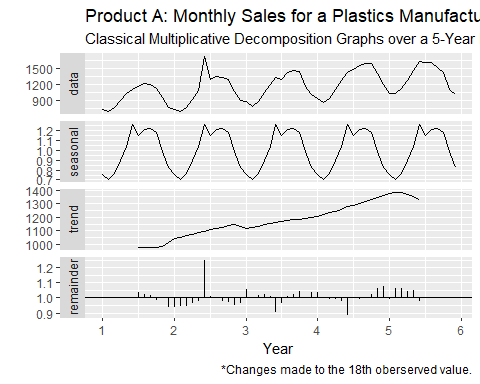 Product A: Monthly Sales for a Plastics Manufactu
Classical Multiplicative Decomposition Graphs over a 5-Year
data
1500
1200
900
seasonal
1.2
1.1
1.0
0.9
0.8
0.7
trend
1400
1300
1200
1100
1000
remainder
1.2
1.1
1.0
0.9
1 2 3 4 5 6
Year
*Changes made to the 18th oberserved value.